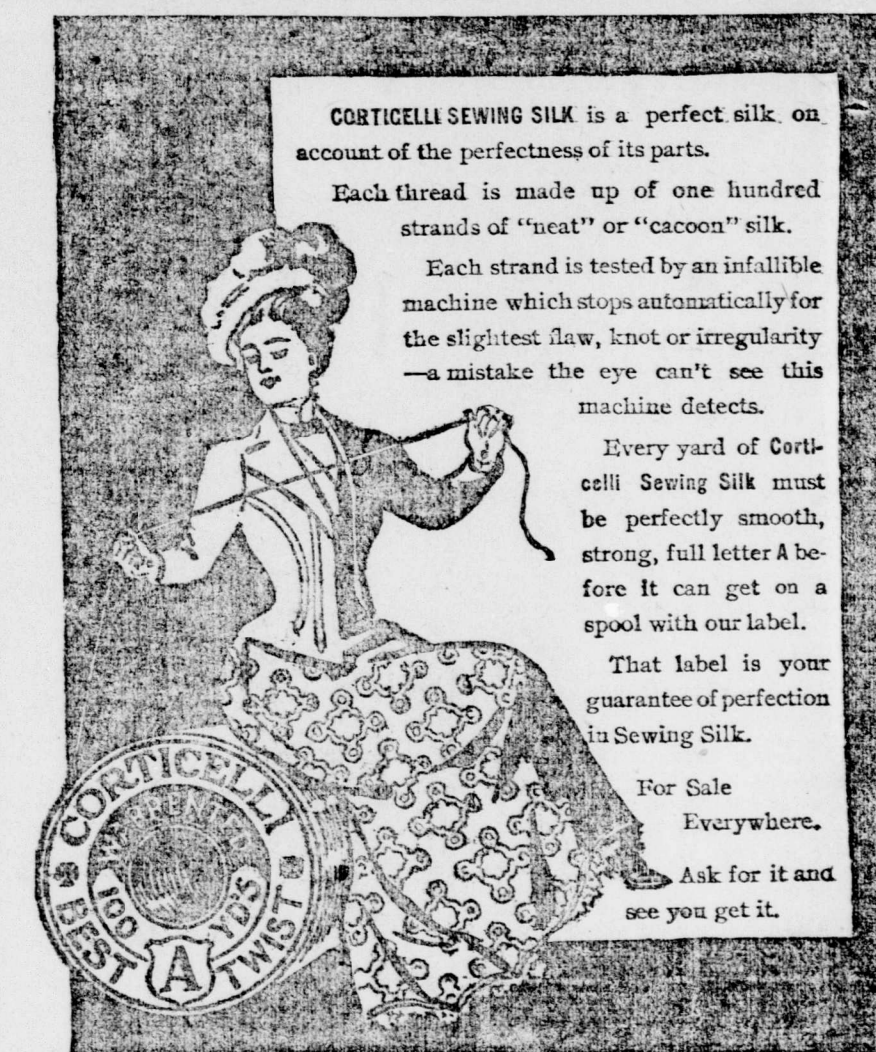 CORTICELLI SEWING SILK is a perfect silk on
account of the perfectness of its parts.
Each thread is made up of one hundred
strands of "neat" or "cacoon" silk.
Each strand is tested by an infallible
machine which stops automatically for
the slightest flaw, knot or irregularity
—a mistake the eye can't see this
machine detects.
Every yard of Corti-
celli Sewing Silk must
be perfectly smooth,
strong, full letter A be-
fore it can get on a
spool with our label.
That label is your
guarantee of perfection
in Sewing Silk.
For Sale
Everywhere.
Ask for it and
see you get it.
CORTICELLI
100 YD'S
BEST A TWIST